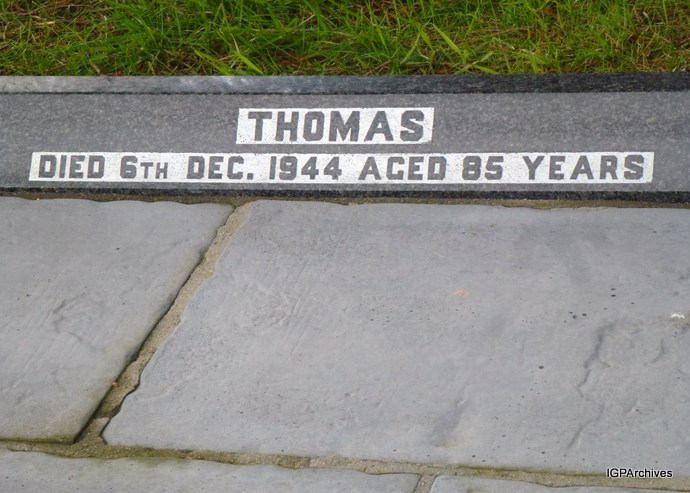 THOMAS
DIED 6TH DEC. 1944 AGED 85 YEARS
IGPArchives